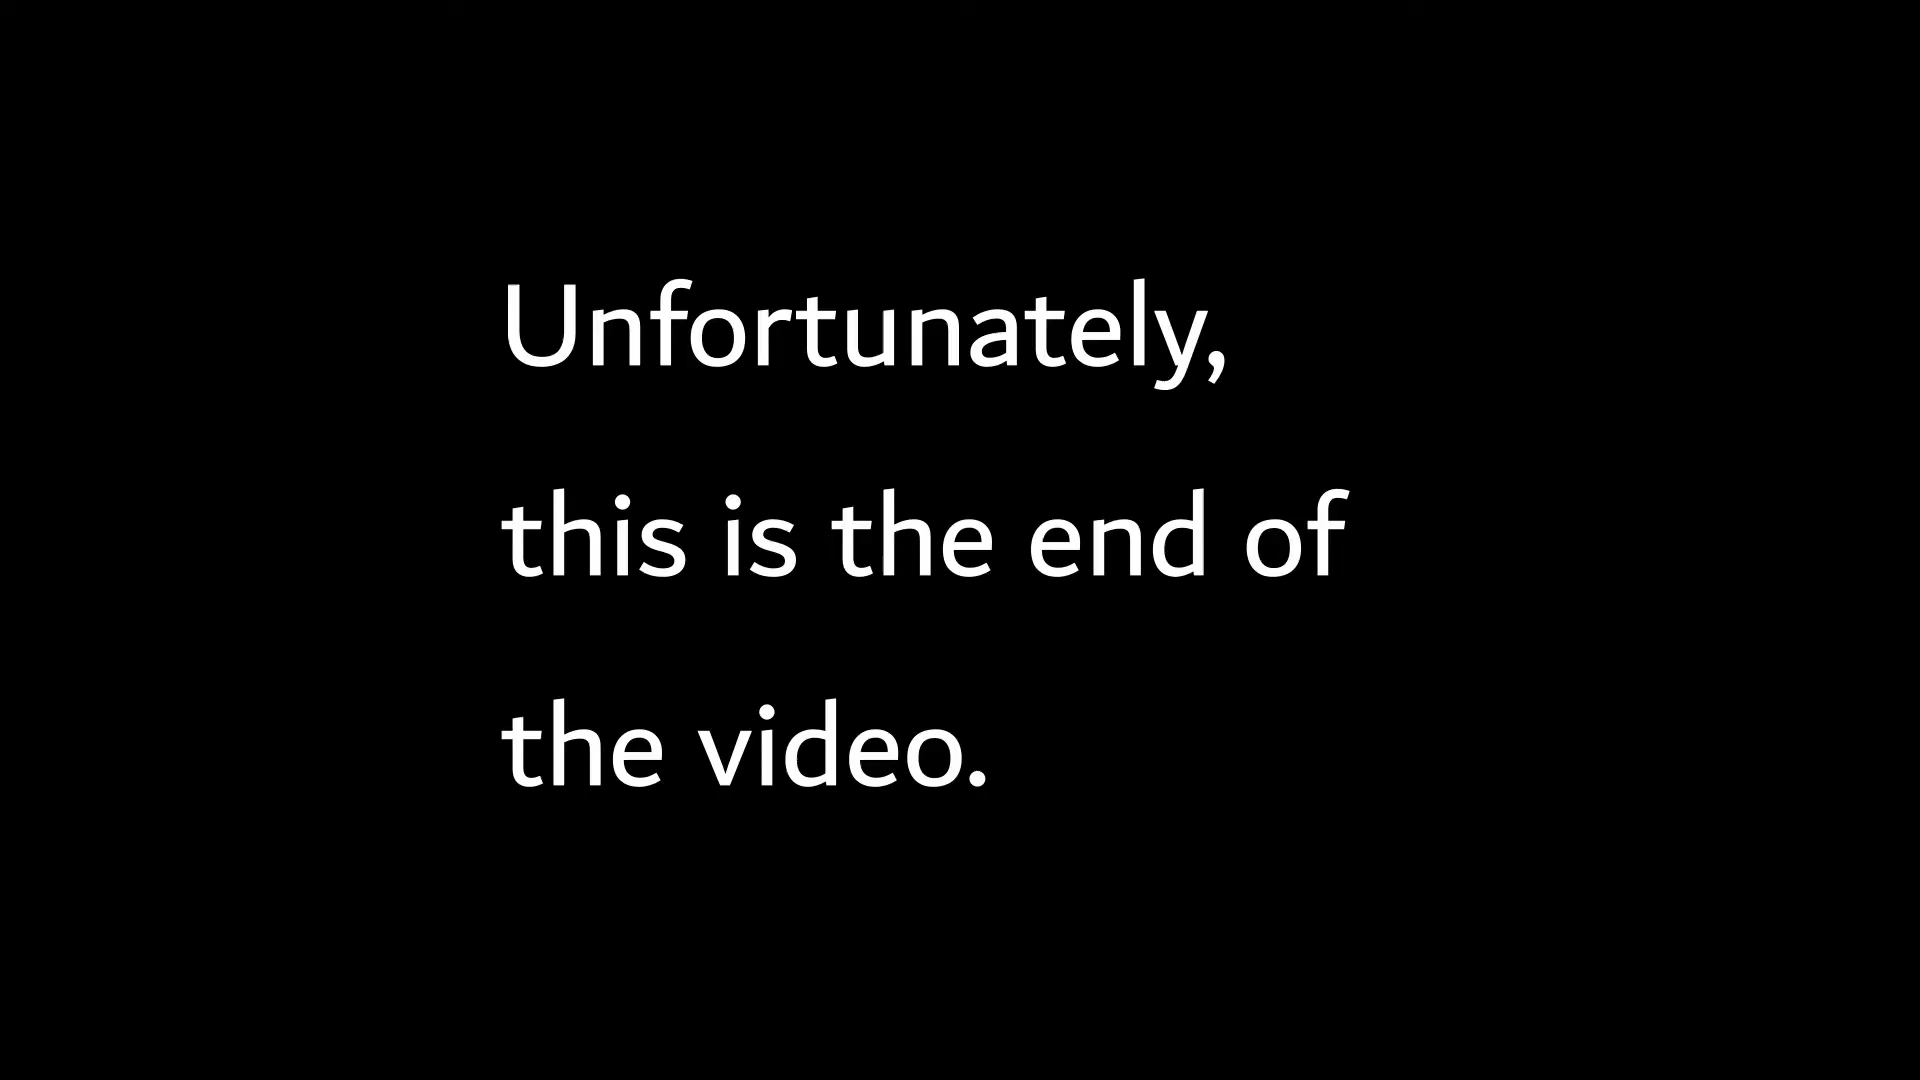 Unfortunately,
this is the end of
the video.